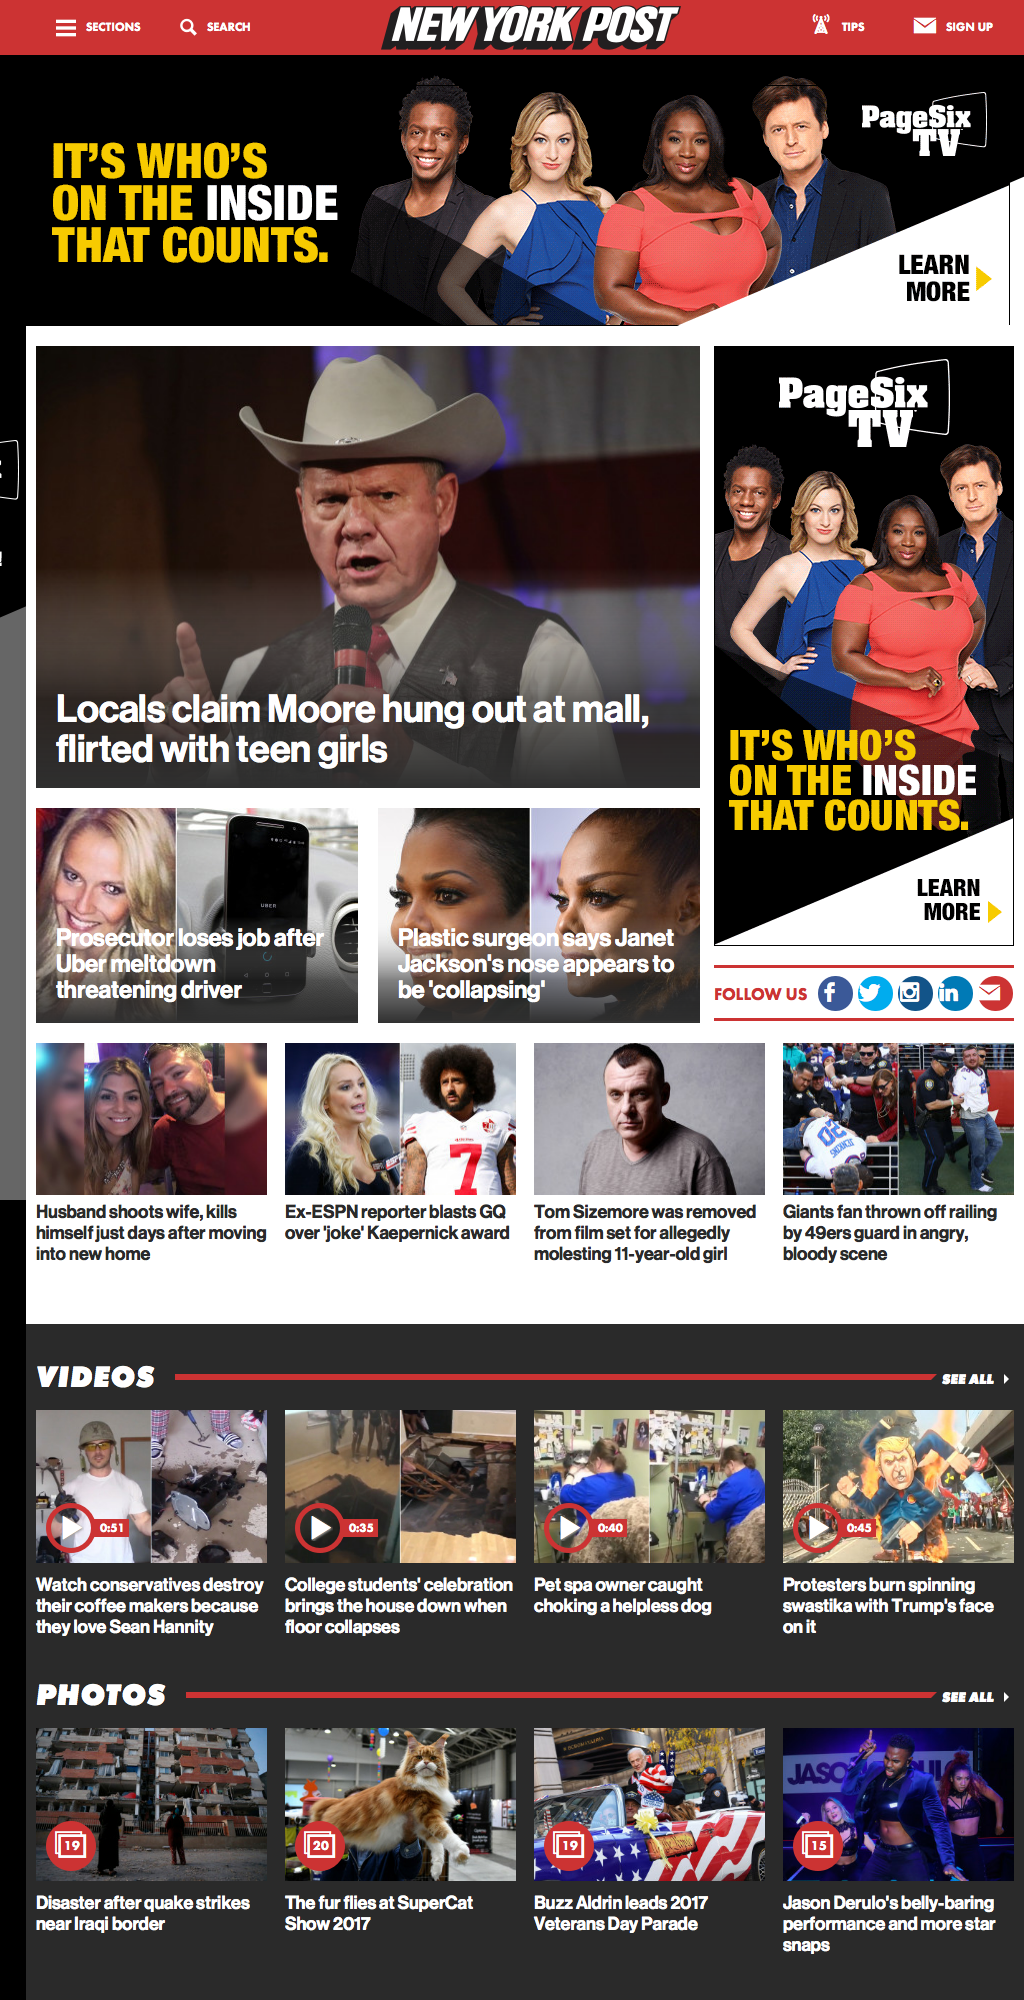 SECTIONS
SEARCH
NEW YORK POST
TIPS
SIGN UP
IT'S WHO'S
ON THE INSIDE
THAT COUNTS.
PageSix
TV
LEARN
MORE
Locals claim Moore hung out at mall,
flirted with teen girls
PageSix
TV
IT'S WHO'S
ON THE INSIDE
THAT COUNTS.
LEARN
MORE
UBER
Prosecutor loses job after
Uber meltdown
threatening driver
Plastic surgeon says Janet
Jackson's nose appears to
be 'collapsing'
FOLLOW US
7
JENKINS
20
Husband shoots wife, kills
himself just days after moving
into new home
Ex-ESPN reporter blasts GQ
over 'joke' Kaepernick award
Tom Sizemore was removed
from film set for allegedly
molesting 11-year-old girl
Giants fan thrown off railing
by 49ers guard in angry,
bloody scene
VIDEOS
SEE ALL
0:51
0:35
0:40
0:45
Watch conservatives destroy
their coffee makers because
they love Sean Hannity
College students' celebration
brings the house down when
floor collapses
Pet spa owner caught
choking a helpless dog
Protesters burn spinning
swastika with Trump's face
on it
PHOTOS
SEE ALL
19
20
19
15
Disaster after quake strikes
near Iraqi border
The fur flies at SuperCat
Show 2017
Buzz Aldrin leads 2017
Veterans Day Parade
Jason Derulo's belly-baring
performance and more star
snaps